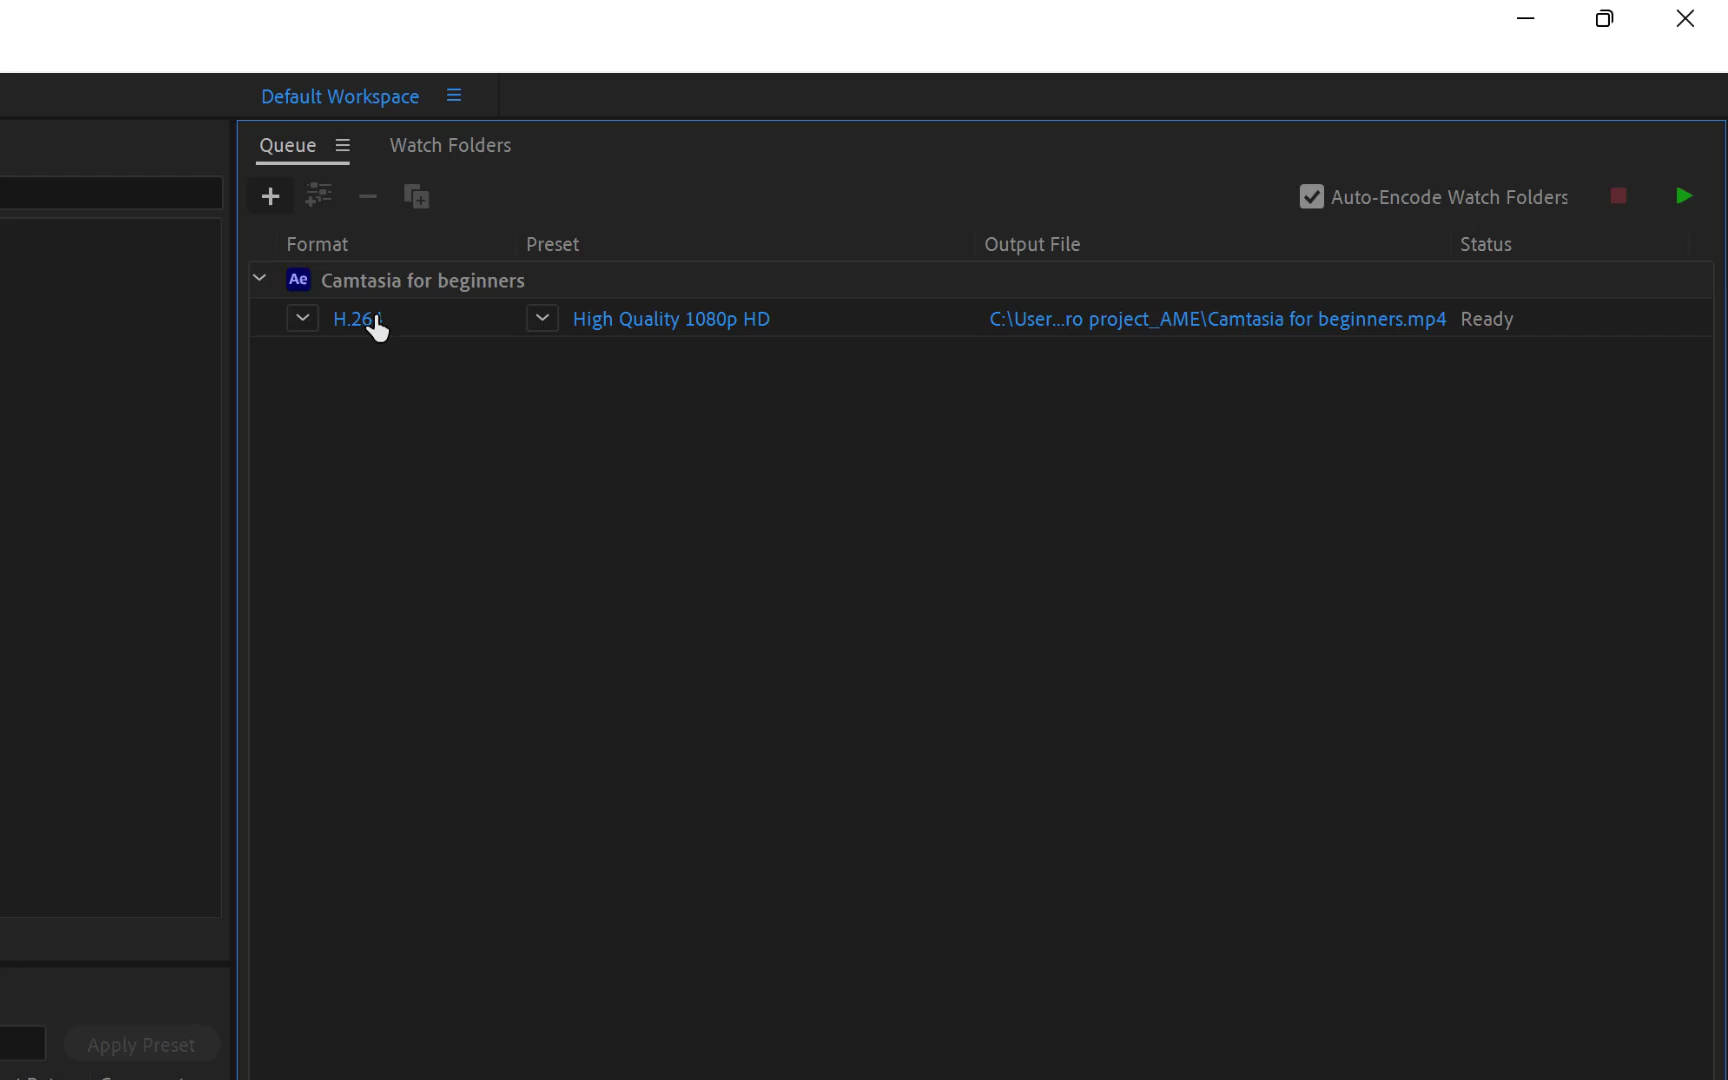 Default Workspace
Queue Watch Folders
Auto-Encode Watch Folders
Format Preset Output File Status
Ae Camtasia for beginners
H.264 High Quality 1080p HD C:\User...ro project_AME\Camtasia for beginners.mp4 Ready
Apply Preset